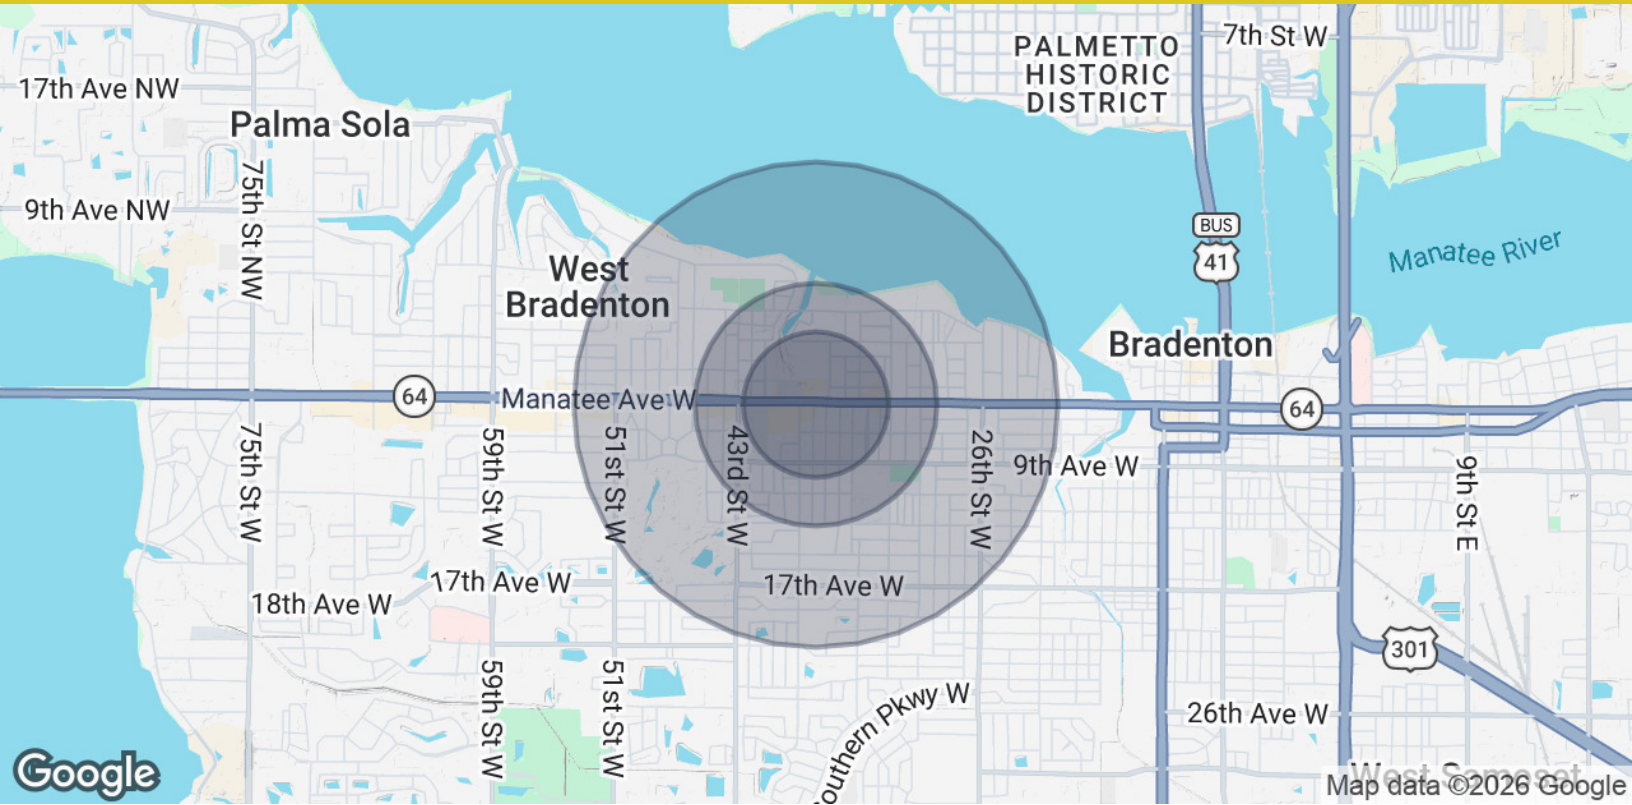 PALMETTO
HISTORIC
DISTRICT
7th St W
17th Ave NW
Palma Sola
75th St NW
9th Ave NW
BUS
41
Manatee River
West
Bradenton
Bradenton
64
Manatee Ave W
64
75th St W
59th St W
51st St W
43rd St W
26th St W
9th Ave W
9th St E
17th Ave W
17th Ave W
18th Ave W
301
59th St W
51st St W
Southern Pkwy W
26th Ave W
West Samoset
Google
Map data ©2026 Google